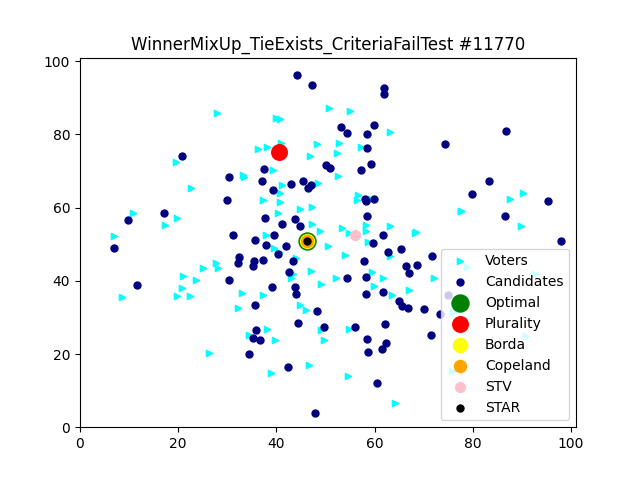 WinnerMixUp_TieExists_CriteriaFailTest #11770
100
80
60
40
20
0
0 20 40 60 80 100
Voters
Candidates
Optimal
Plurality
Borda
Copeland
STV
STAR